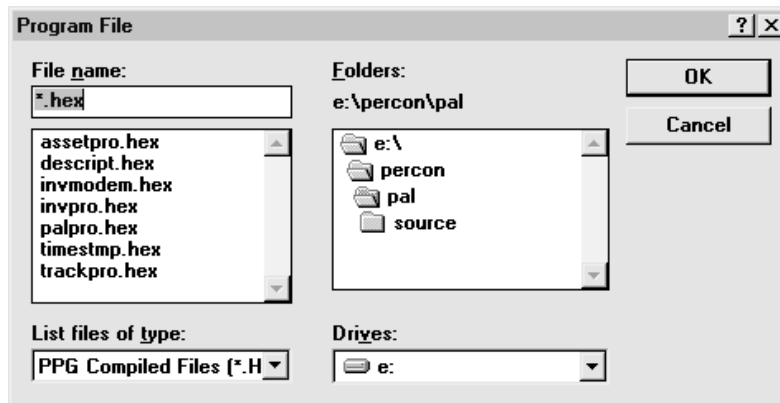 Program File
? ×
File name:
*.hex
assetpro.hex
descript.hex
invmodem.hex
invpro.hex
palpro.hex
timestmp.hex
trackpro.hex
List files of type:
PPG Compiled Files (*.H
Folders:
e:\percon\pal
e:\
percon
pal
source
Drives:
e:
OK
Cancel